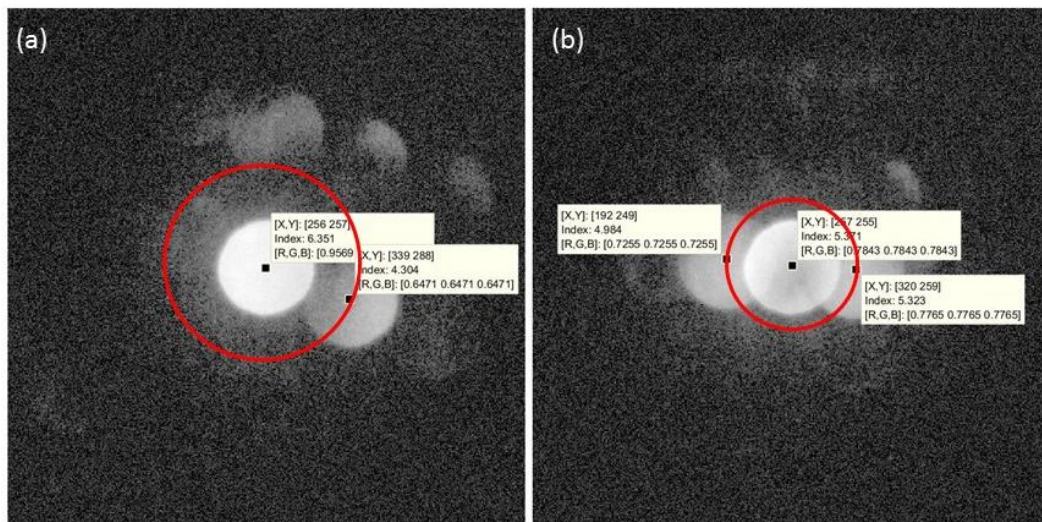 (a)
[X,Y]: [256 257]
Index: 6.351
[R,G,B]: [0.9569
[X,Y]: [339 288]
Index: 4.304
[R,G,B]: [0.6471 0.6471 0.6471]
(b)
[X,Y]: [192 249]
Index: 4.984
[R,G,B]: [0.7255 0.7255 0.7255]
[X,Y]: [257 255]
Index: 5.371
[R,G,B]: [0.7843 0.7843 0.7843]
[X,Y]: [320 259]
Index: 5.323
[R,G,B]: [0.7765 0.7765 0.7765]